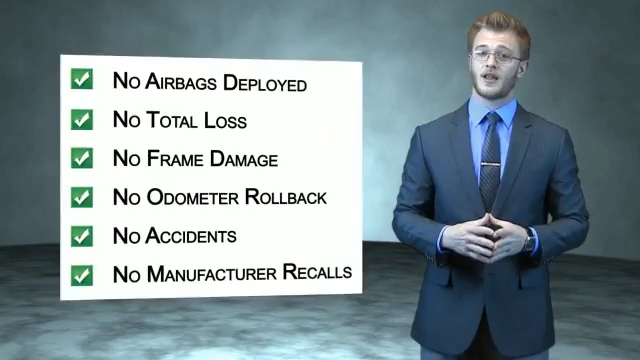 No Airbags Deployed
No Total Loss
No Frame Damage
No Odometer Rollback
No Accidents
No Manufacturer Recalls